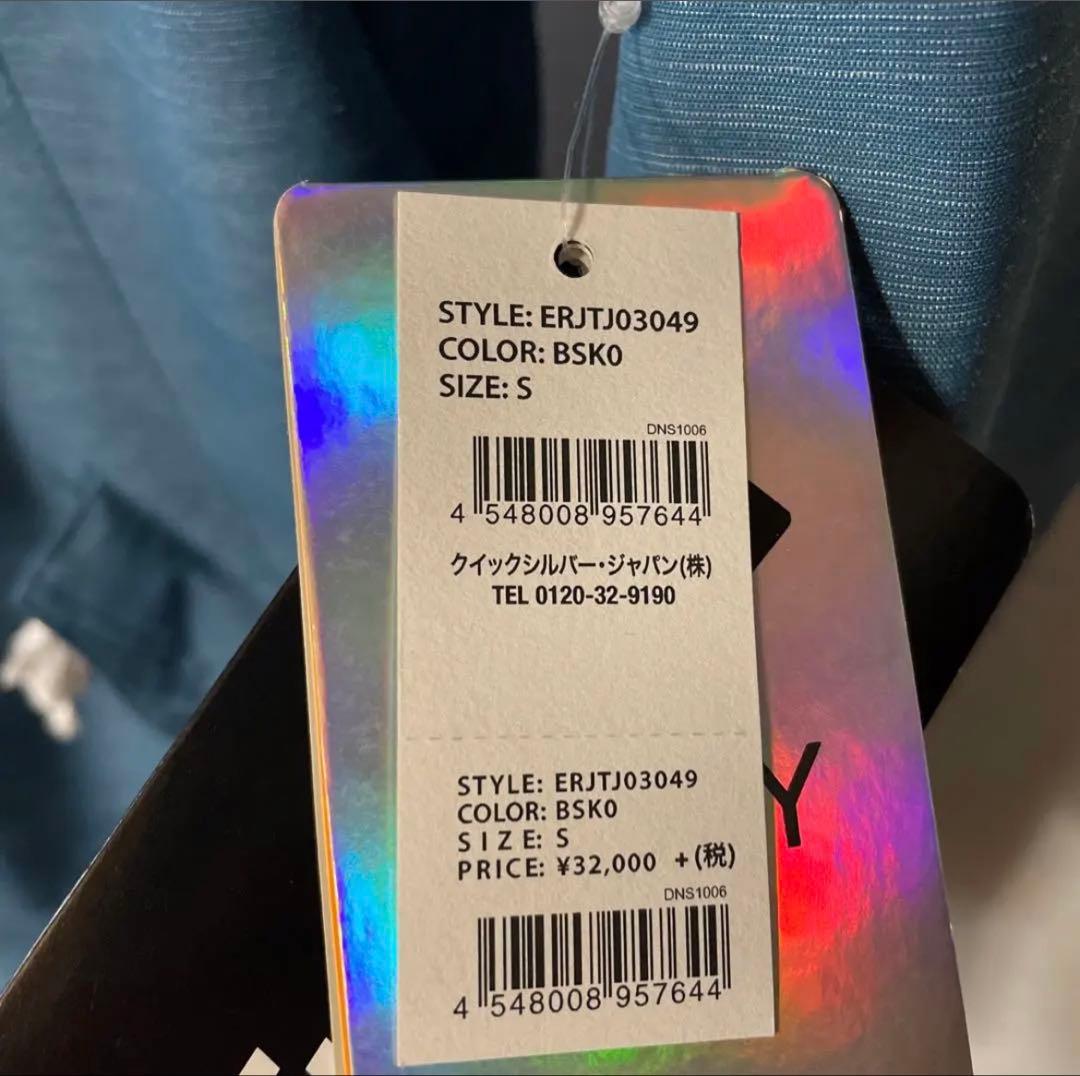 STYLE: ERJTJ03049
COLOR: BSK0
SIZE: S
DNS1006
4 548008 957644
クイックシルバー・ジャパン(株)
TEL 0120-32-9190
STYLE: ERJTJ03049
COLOR: BSK0
SIZE: S
PRICE: ¥32,000 +(税)
DNS1006
4 548008 957644
Y